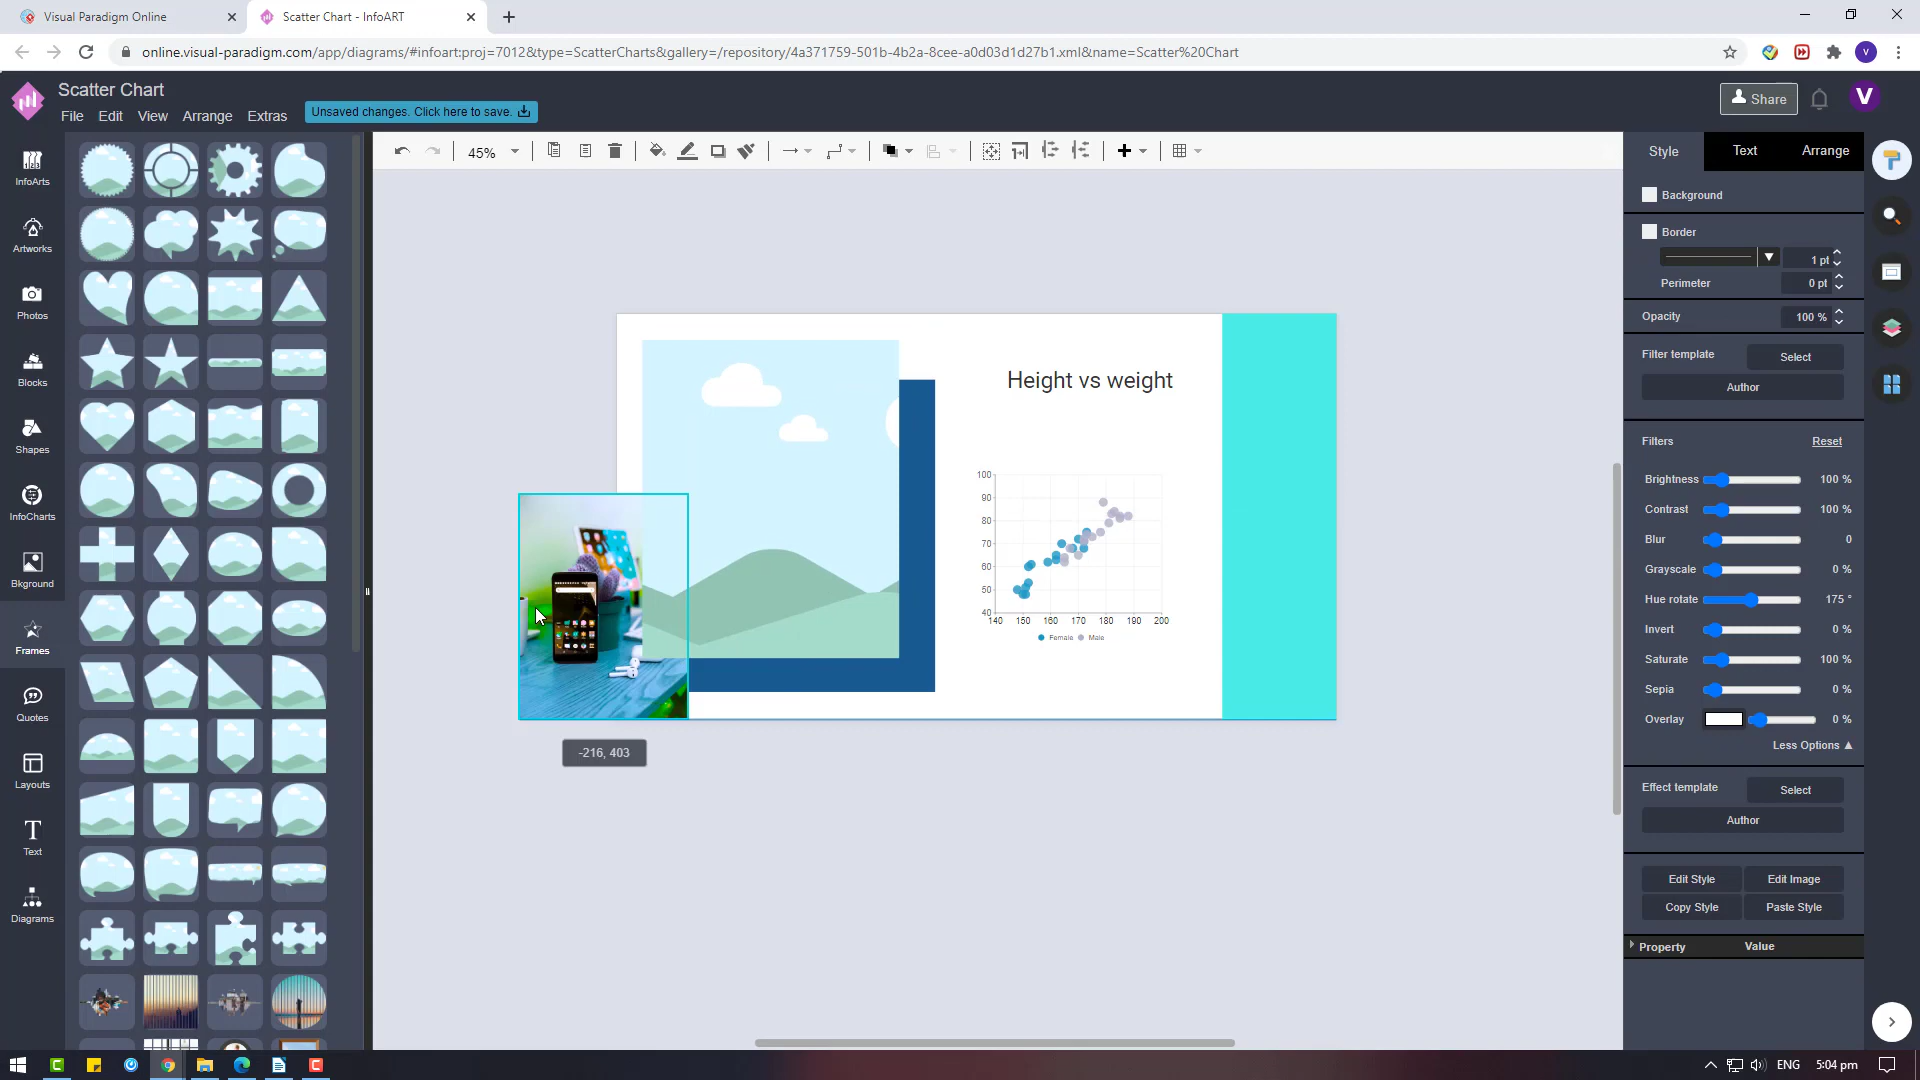 Visual Paradigm Online
Scatter Chart - InfoART
online.visual-paradigm.com/app/diagrams/#infoart:proj=7012&type=ScatterCharts&gallery=/repository/4a371759-501b-4b2a-8cee-a0d03d1d27b1.xml&name=Scatter%20Chart
V
Scatter Chart
File Edit View Arrange Extras
Unsaved changes. Click here to save.
Share
V
InfoArts
Artworks
Photos
Blocks
Shapes
InfoCharts
Bkground
Frames
Quotes
Layouts
Text
Diagrams
45%
Height vs weight
100
90
80
70
60
50
40
140 150 160 170 180 190 200
Female Male
-216, 403
Style Text Arrange
Background
Border
1 pt
Perimeter 0 pt
Opacity 100 %
Filter template Select
Author
Filters Reset
Brightness 100 %
Contrast 100 %
Blur 0
Grayscale 0 %
Hue rotate 175 °
Invert 0 %
Saturate 100 %
Sepia 0 %
Overlay 0 %
Less Options ▲
Effect template Select
Author
Edit Style Edit Image
Copy Style Paste Style
Property Value
ENG 5:04 pm